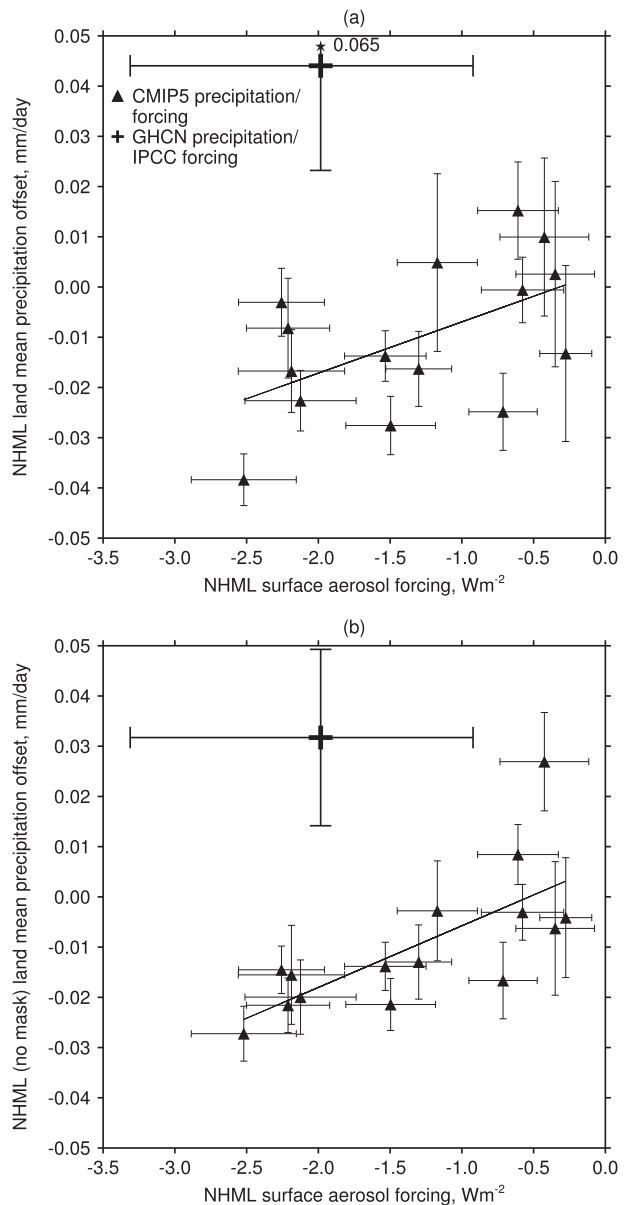 (a)
0.05
0.04
0.03
0.02
0.01
0.00
-0.01
-0.02
-0.03
-0.04
-0.05
NHML land mean precipitation offset, mm/day
0.065
CMIP5 precipitation/
forcing
GHCN precipitation/
IPCC forcing
-3.5 -3.0 -2.5 -2.0 -1.5 -1.0 -0.5 0.0
NHML surface aerosol forcing, Wm-2
(b)
0.05
0.04
0.03
0.02
0.01
0.00
-0.01
-0.02
-0.03
-0.04
-0.05
NHML (no mask) land mean precipitation offset, mm/day
-3.5 -3.0 -2.5 -2.0 -1.5 -1.0 -0.5 0.0
NHML surface aerosol forcing, Wm-2